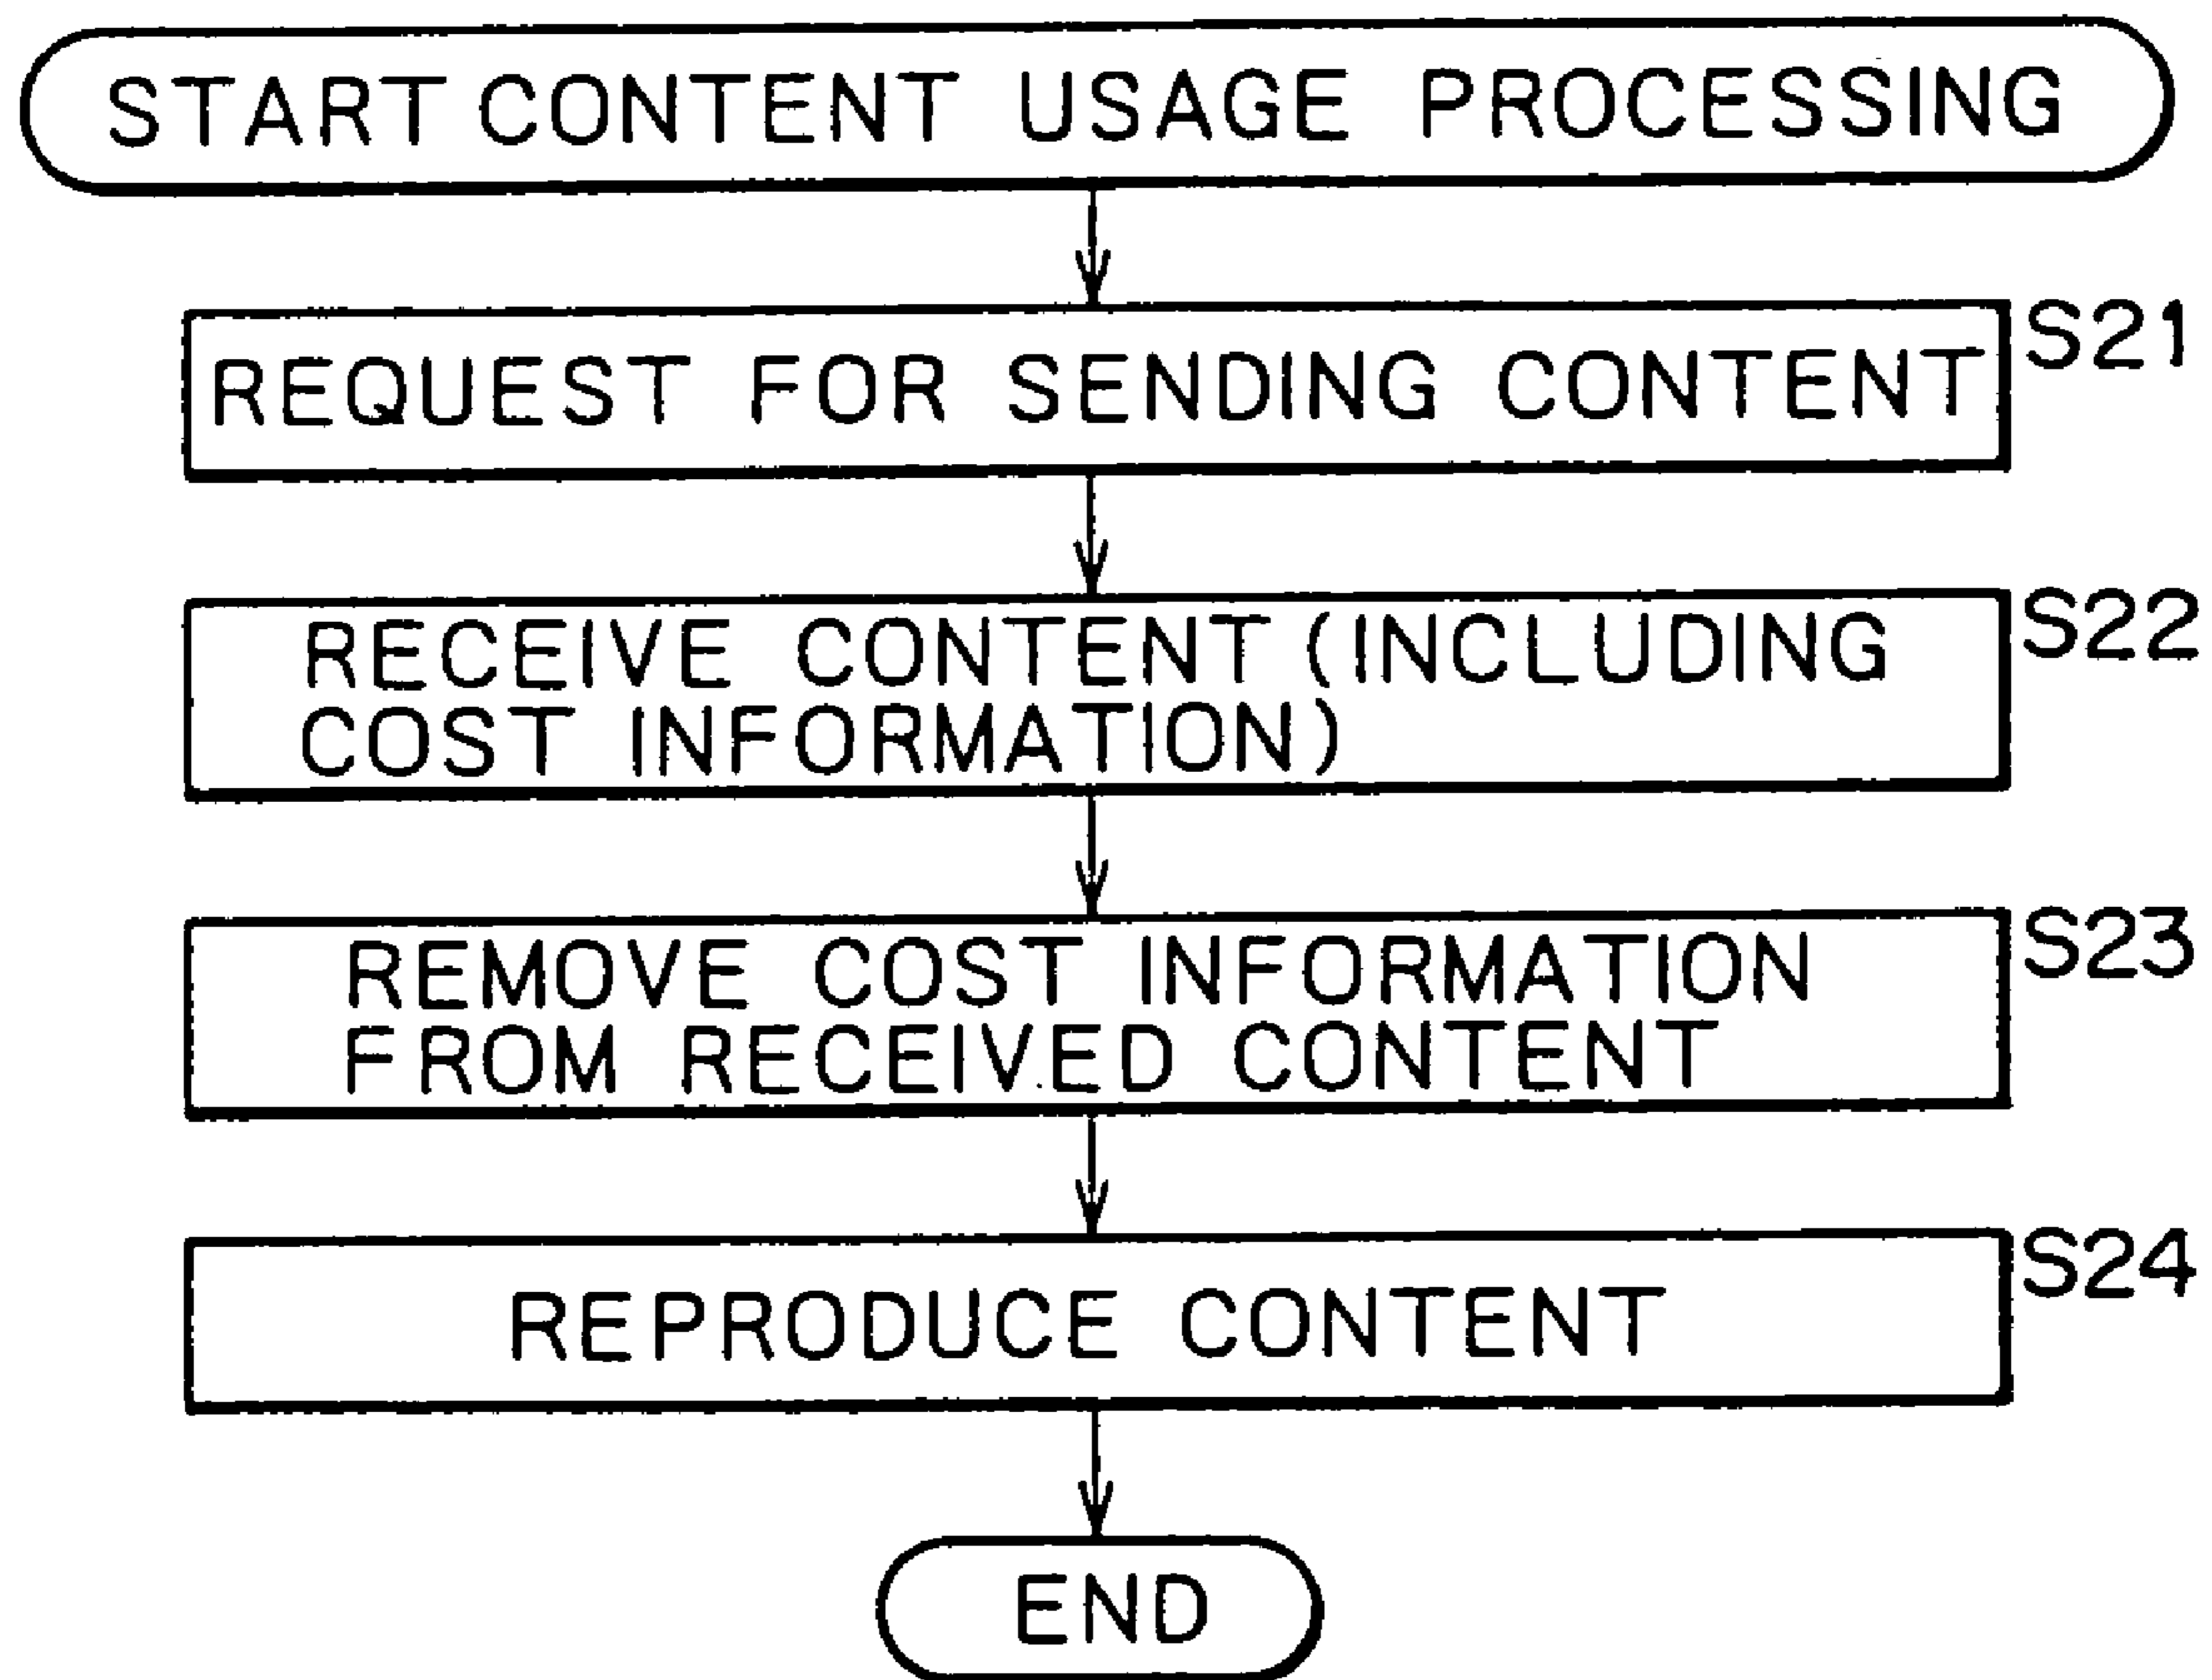 START CONTENT USAGE PROCESSING
REQUEST FOR SENDING CONTENT
S21
RECEIVE CONTENT (INCLUDING
COST INFORMATION)
S22
REMOVE COST INFORMATION
FROM RECEIVED CONTENT
S23
REPRODUCE CONTENT
S24
END